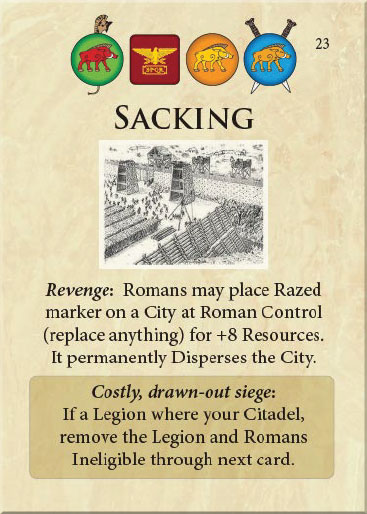 23
SPQR
SACKING
Revenge: Romans may place Razed
marker on a City at Roman Control
(replace anything) for +8 Resources.
It permanently Disperses the City.
Costly, drawn-out siege:
If a Legion where your Citadel,
remove the Legion and Romans
Ineligible through next card.